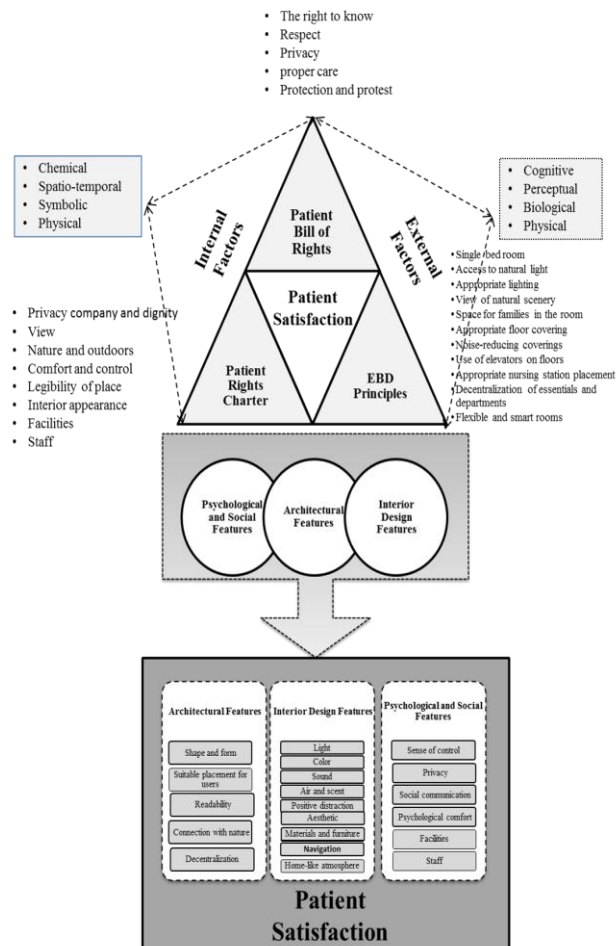 • The right to know
• Respect
• Privacy
• proper care
• Protection and protest
• Chemical
• Spatio-temporal
• Symbolic
• Physical
• Cognitive
• Perceptual
• Biological
• Physical
Internal
Factors
External
Factors
Patient
Bill of
Rights
Patient
Satisfaction
Patient
Rights
Charter
EBD
Principles
• Privacy company and dignity
• View
• Nature and outdoors
• Comfort and control
• Legibility of place
• Interior appearance
• Facilities
• Staff
• Single bed room
• Access to natural light
• Appropriate lighting
• View of natural scenery
• Space for families in the room
• Appropriate floor covering
• Noise-reducing coverings
• Use of elevators on floors
• Appropriate nursing station placement
• Decentralization of essentials and
departments
• Flexible and smart rooms
Psychological
and Social
Features
Architectural
Features
Interior
Design
Features
Architectural Features
Shape and form
Suitable placement for
users
Readability
Connection with nature
Decentralization
Interior Design Features
Light
Color
Sound
Air and scent
Positive distraction
Aesthetic
Materials and furniture
Navigation
Home-like atmosphere
Psychological and Social
Features
Sense of control
Privacy
Social communication
Psychological comfort
Facilities
Staff
Patient
Satisfaction